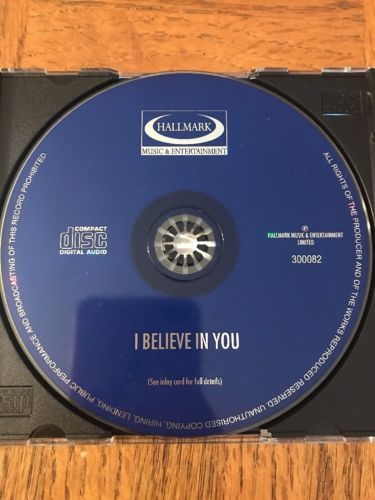 HALLMARK
MUSIC & ENTERTAINMENT
COMPACT
disc
DIGITAL AUDIO
℗
HALLMARK MUSIC & ENTERTAINMENT
LIMITED
300082
I BELIEVE IN YOU
(See inlay card for full details)
ALL RIGHTS OF THE PRODUCER AND OF THE WORKS REPRODUCED RESERVED. UNAUTHORISED COPYING, HIRING, LENDING, PUBLIC PERFORMANCE AND BROADCASTING OF THIS RECORD PROHIBITED